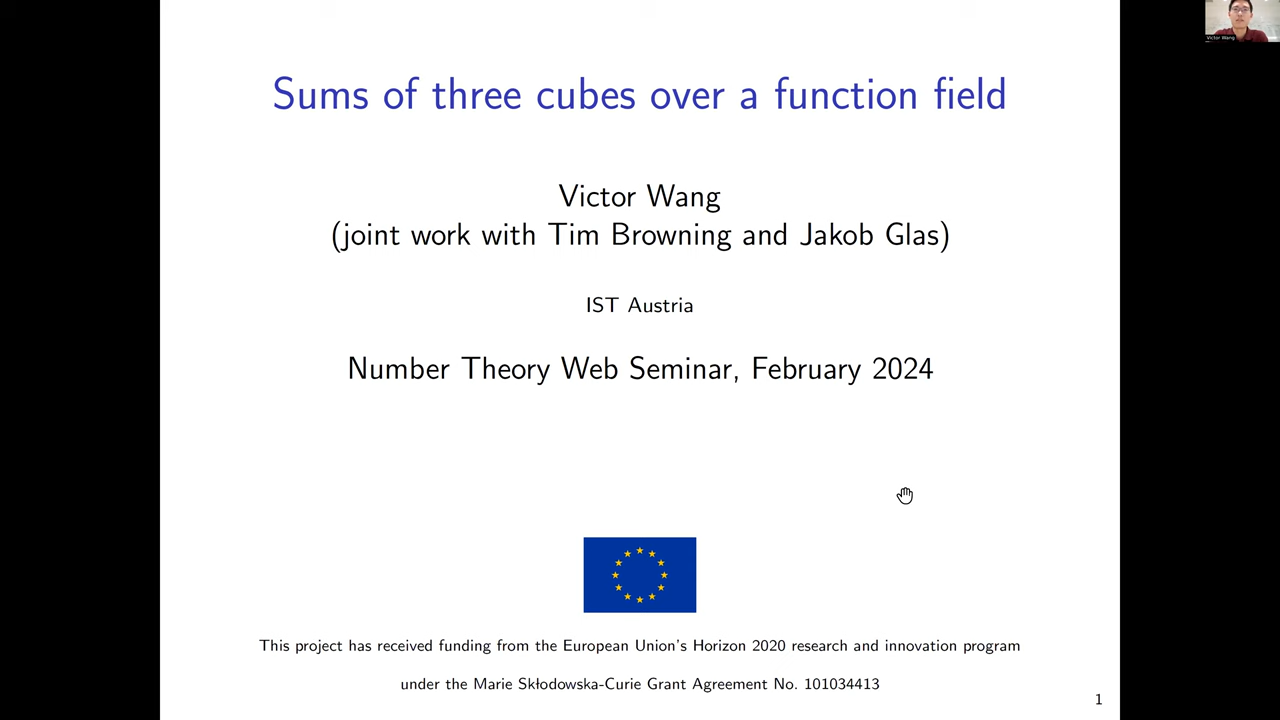 Victor Wang
Sums of three cubes over a function field
Victor Wang
(joint work with Tim Browning and Jakob Glas)
IST Austria
Number Theory Web Seminar, February 2024
This project has received funding from the European Union's Horizon 2020 research and innovation program
under the Marie Skłodowska-Curie Grant Agreement No. 101034413
1